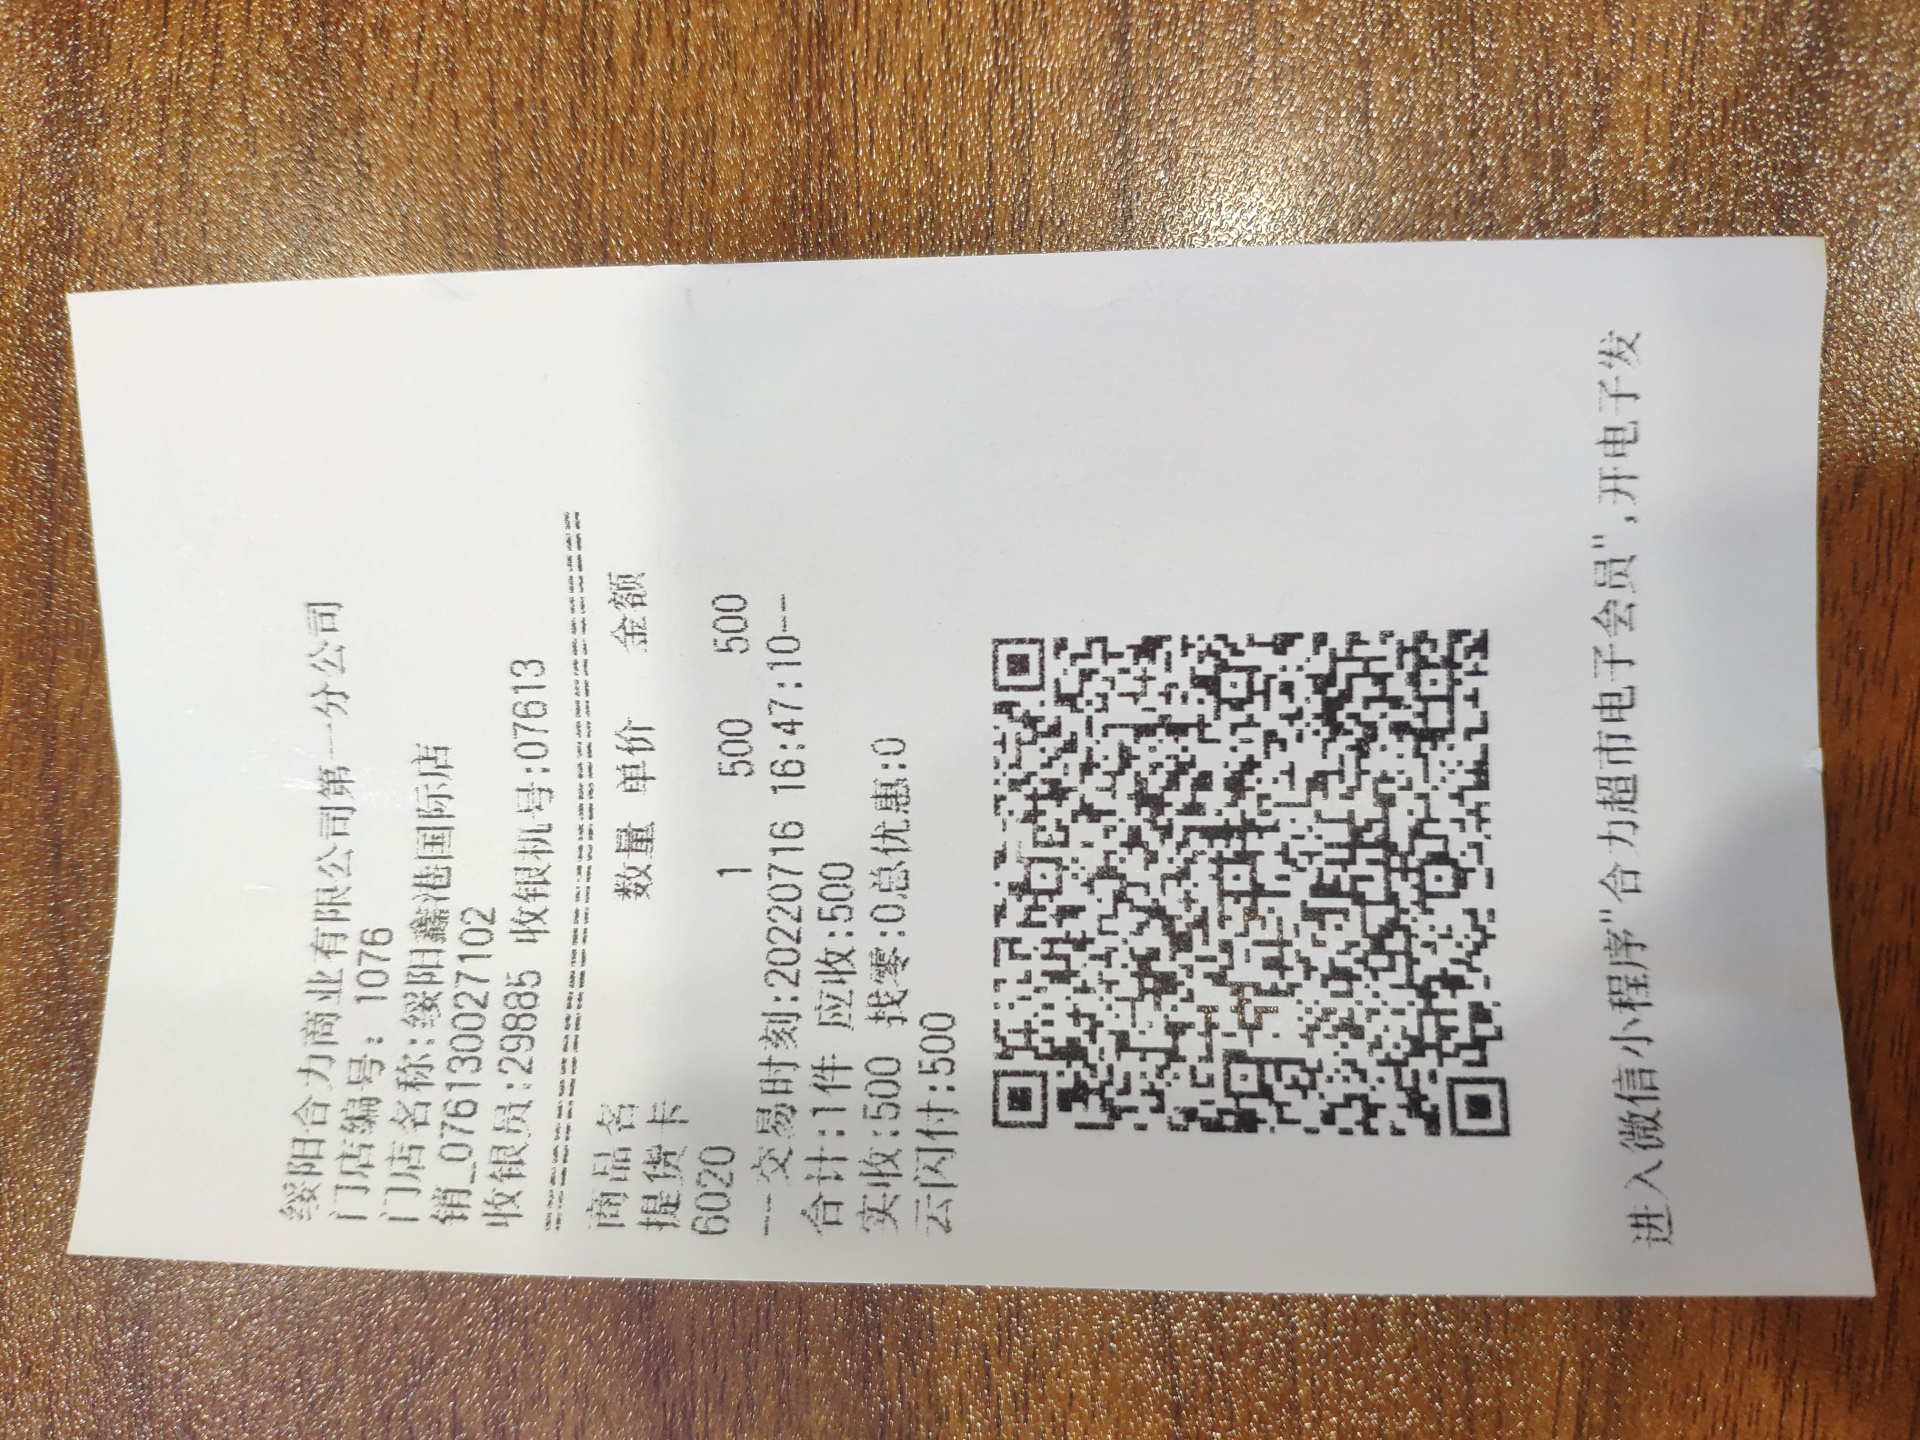 绥阳合力商业有限公司第一分公司
门店编号: 1076
门店名称:绥阳鑫港国际店
销_0761300027102
收银员:29885 收银机号:07613
商品名 数量 单价 金额
提货卡
6020 1 500 500
--交易时刻:20220716 16:47:10--
合计:1件 应收:500
实收:500 找零:0总优惠:0
云闪付:500
进入微信小程序"合力超市电子会员",开电子发